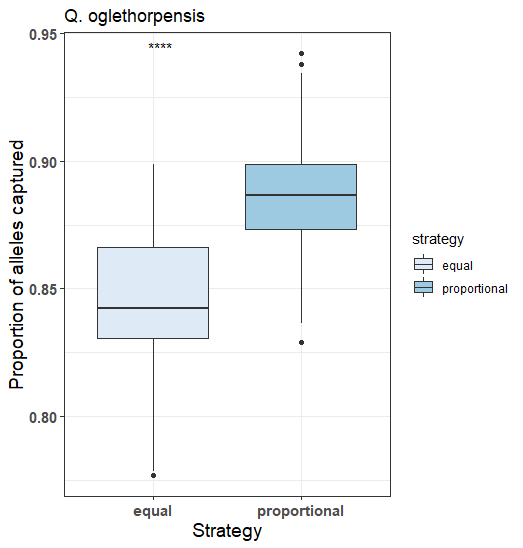 Q. oglethorpensis
0.95
****
0.90
0.85
0.80
Proportion of alleles captured
equal
proportional
Strategy
strategy
equal
proportional